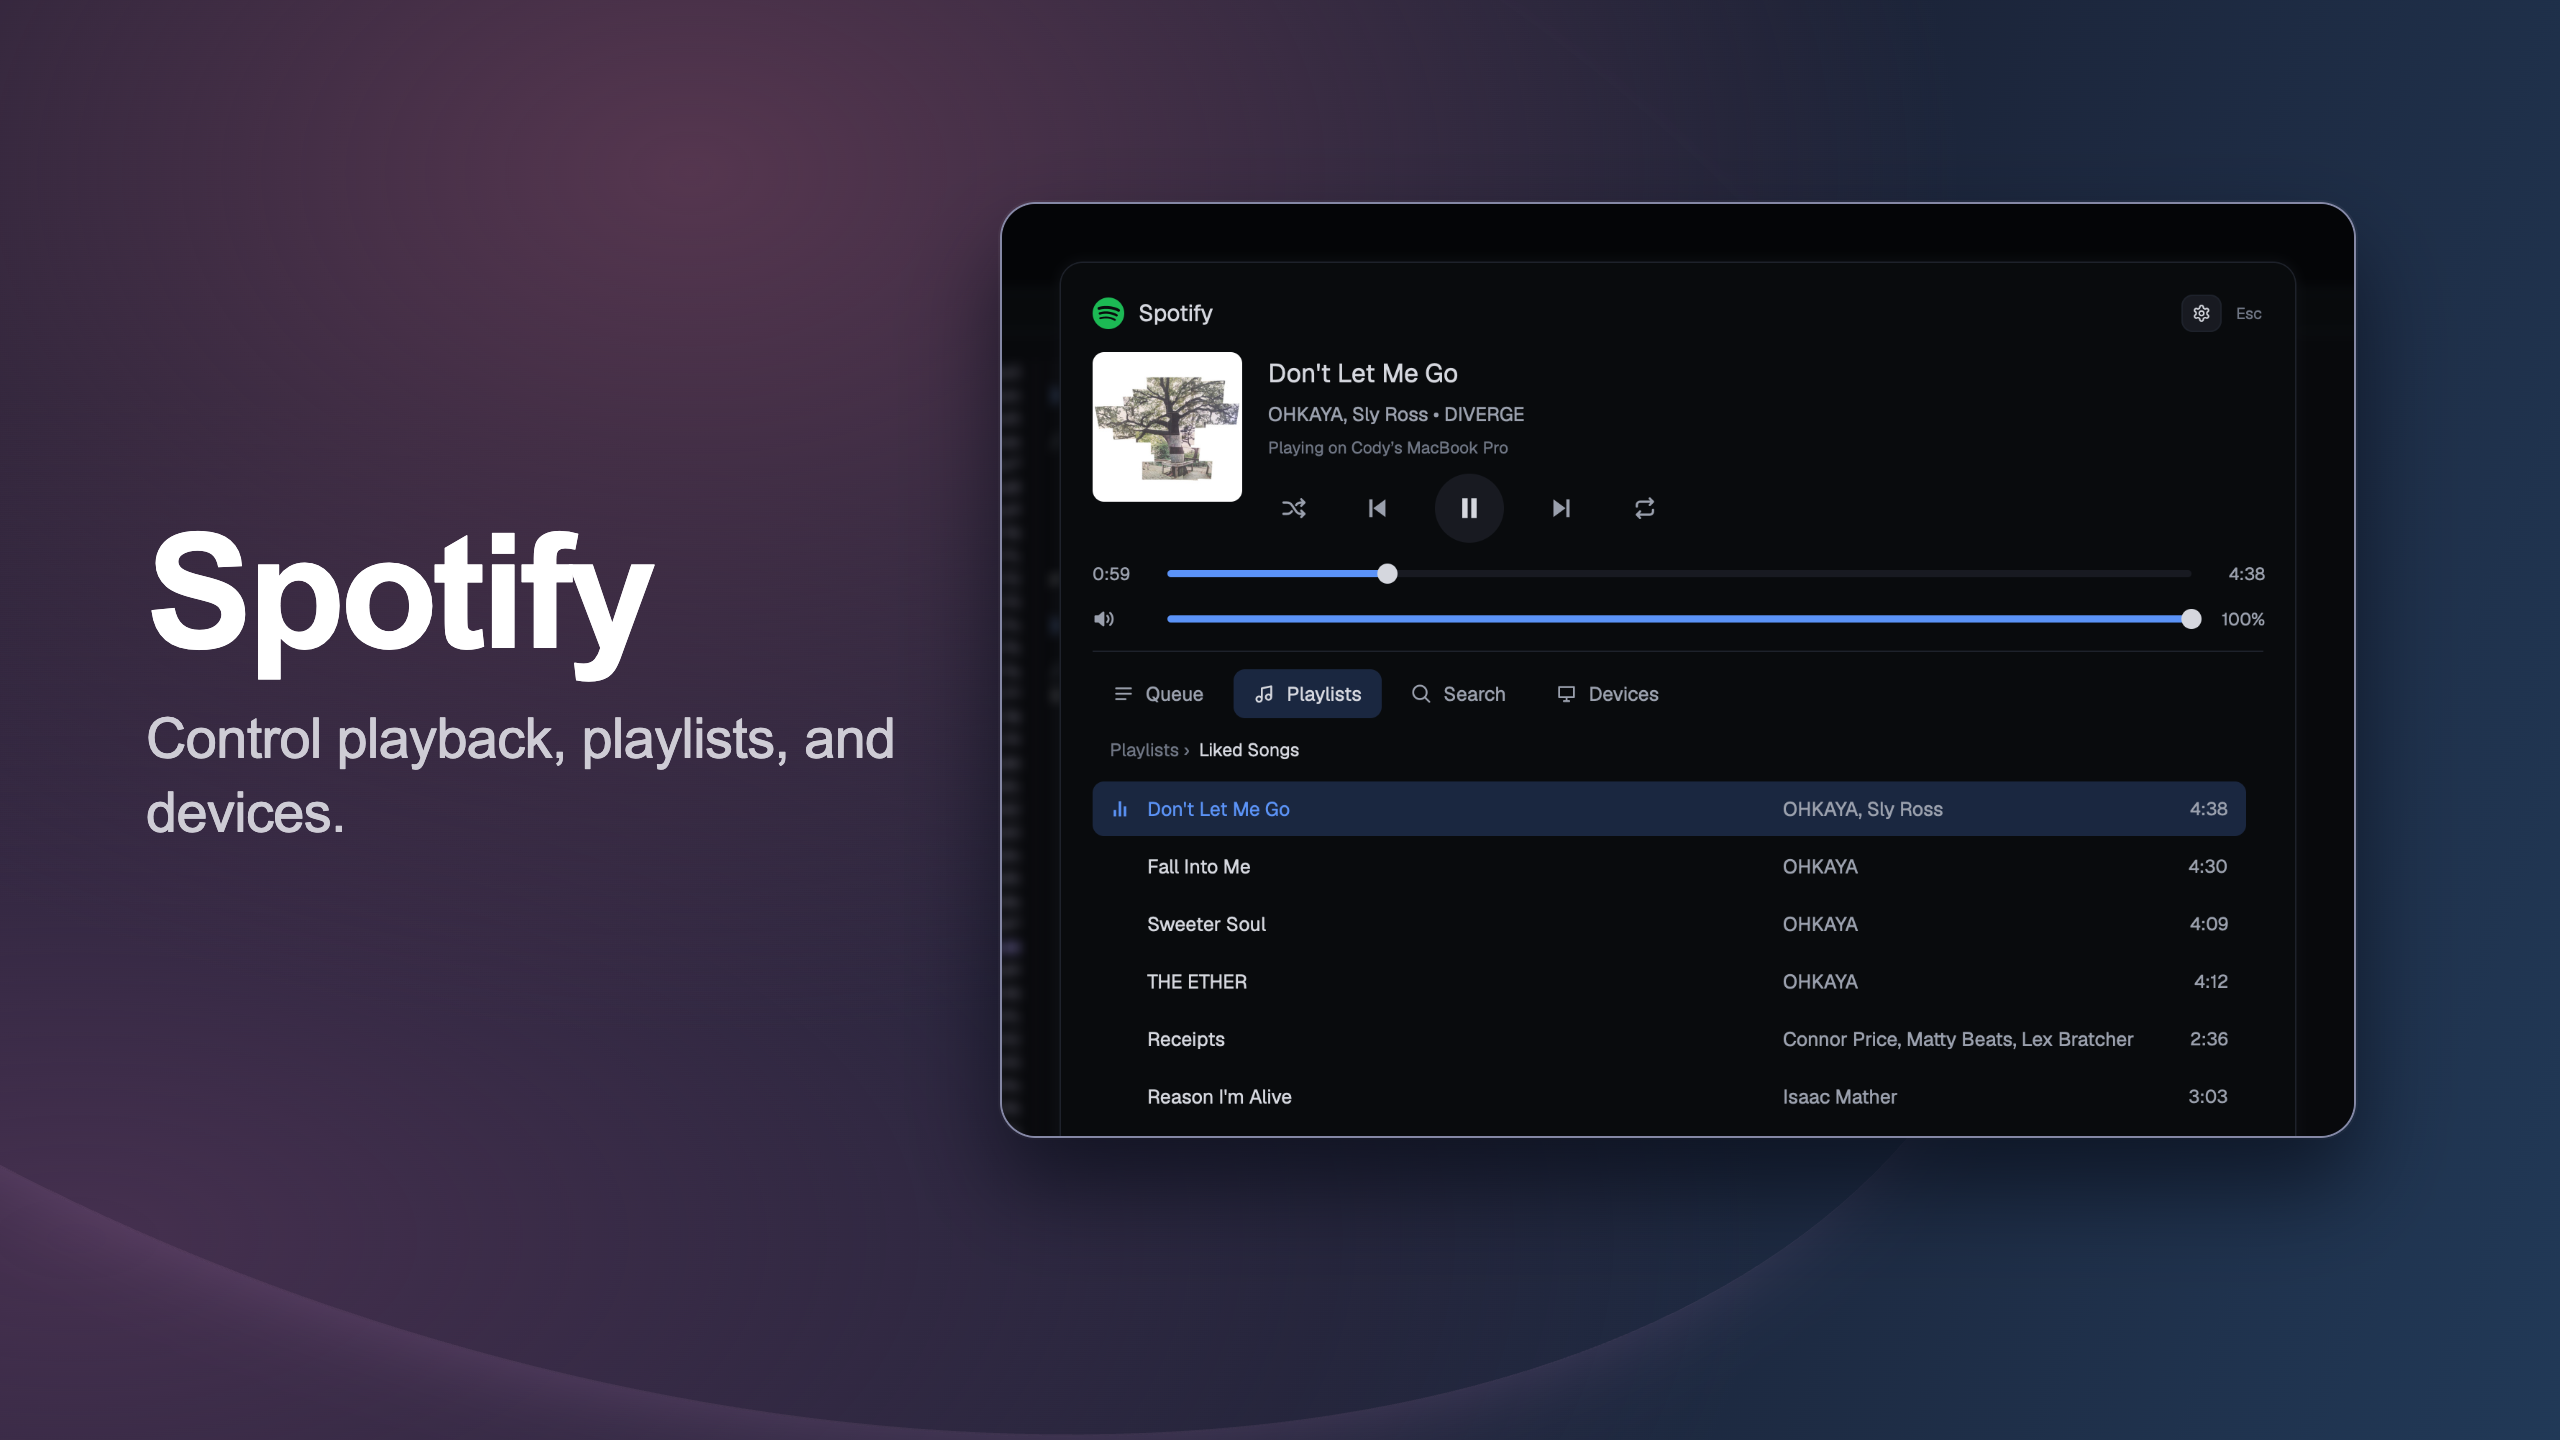 Spotify
Control playback, playlists, and
devices.
Spotify
Esc
Don't Let Me Go
OHKAYA, Sly Ross • DIVERGE
Playing on Cody's MacBook Pro
0:59
4:38
100%
Queue Playlists Search Devices
Playlists › Liked Songs
Don't Let Me Go OHKAYA, Sly Ross 4:38
Fall Into Me OHKAYA 4:30
Sweeter Soul OHKAYA 4:09
THE ETHER OHKAYA 4:12
Receipts Connor Price, Matty Beats, Lex Bratcher 2:36
Reason I'm Alive Isaac Mather 3:03